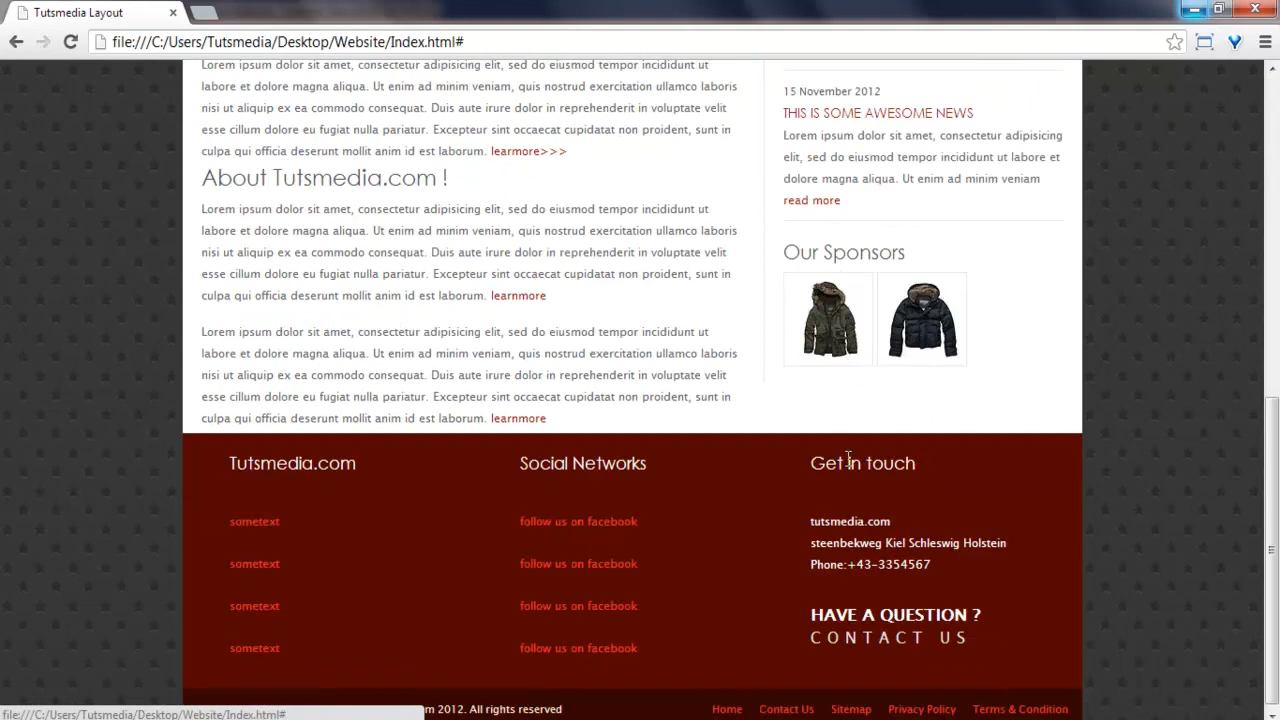 Tutsmedia Layout
file:///C:/Users/Tutsmedia/Desktop/Website/Index.html#
Lorem ipsum dolor sit amet, consectetur adipisicing elit, sed do eiusmod tempor incididunt ut
labore et dolore magna aliqua. Ut enim ad minim veniam, quis nostrud exercitation ullamco laboris
nisi ut aliquip ex ea commodo consequat. Duis aute irure dolor in reprehenderit in voluptate velit
esse cillum dolore eu fugiat nulla pariatur. Excepteur sint occaecat cupidatat non proident, sunt in
culpa qui officia deserunt mollit anim id est laborum. learmore>>>
About Tutsmedia.com !
Lorem ipsum dolor sit amet, consectetur adipisicing elit, sed do eiusmod tempor incididunt ut
labore et dolore magna aliqua. Ut enim ad minim veniam, quis nostrud exercitation ullamco laboris
nisi ut aliquip ex ea commodo consequat. Duis aute irure dolor in reprehenderit in voluptate velit
esse cillum dolore eu fugiat nulla pariatur. Excepteur sint occaecat cupidatat non proident, sunt in
culpa qui officia deserunt mollit anim id est laborum. learnmore
Lorem ipsum dolor sit amet, consectetur adipisicing elit, sed do eiusmod tempor incididunt ut
labore et dolore magna aliqua. Ut enim ad minim veniam, quis nostrud exercitation ullamco laboris
nisi ut aliquip ex ea commodo consequat. Duis aute irure dolor in reprehenderit in voluptate velit
esse cillum dolore eu fugiat nulla pariatur. Excepteur sint occaecat cupidatat non proident, sunt in
culpa qui officia deserunt mollit anim id est laborum. learnmore
15 November 2012
THIS IS SOME AWESOME NEWS
Lorem ipsum dolor sit amet, consectetur adipisicing
elit, sed do eiusmod tempor incididunt ut labore et
dolore magna aliqua. Ut enim ad minim veniam
read more
Our Sponsors
Tutsmedia.com
sometext
sometext
sometext
sometext
Social Networks
follow us on facebook
follow us on facebook
follow us on facebook
follow us on facebook
Get in touch
tutsmedia.com
steenbekweg Kiel Schleswig Holstein
Phone:+43-3354567
HAVE A QUESTION ?
CONTACT US
m 2012. All rights reserved
Home Contact Us Sitemap Privacy Policy Terms & Condition
file:///C:/Users/Tutsmedia/Desktop/Website/Index.html#